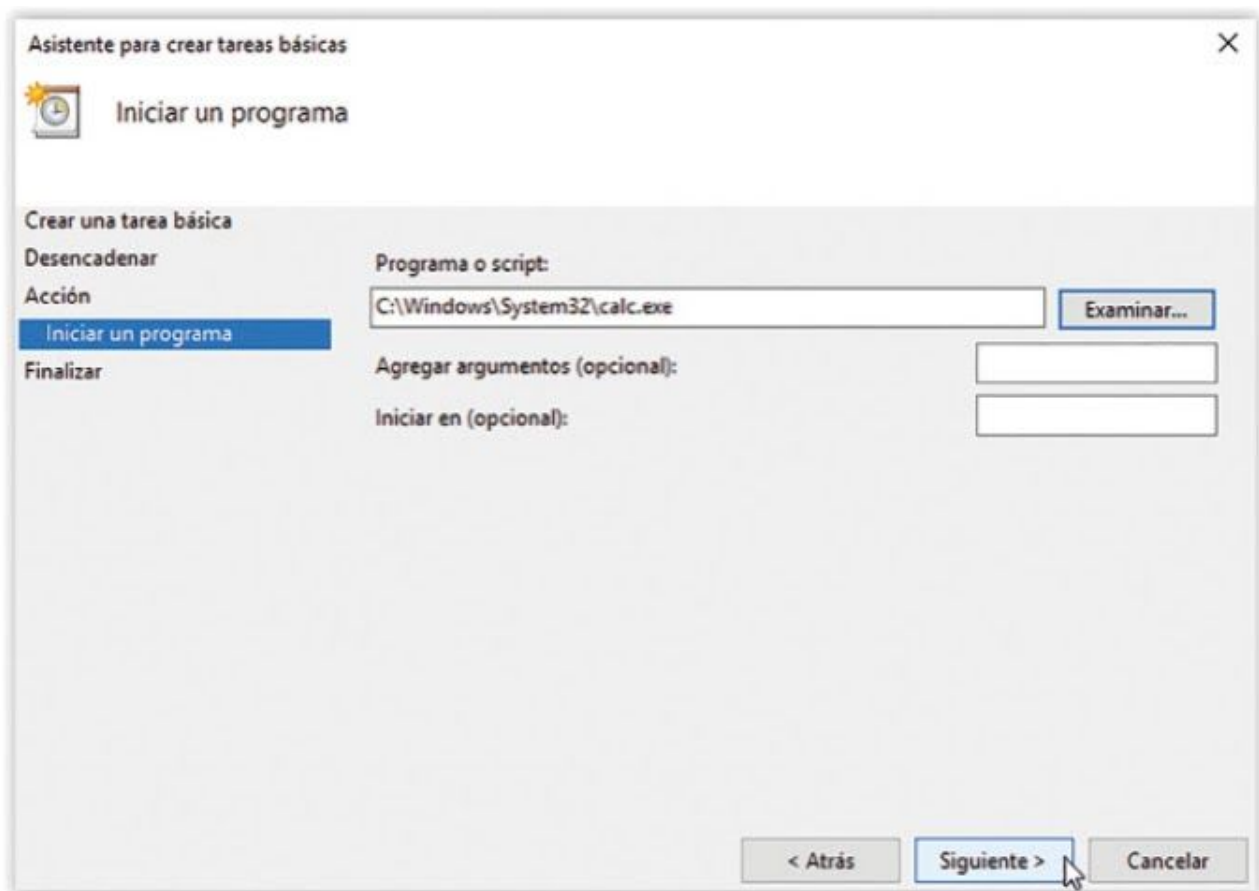 Asistente para crear tareas básicas
Iniciar un programa
Crear una tarea básica
Desencadenar
Acción
Iniciar un programa
Finalizar
Programa o script:
C:\Windows\System32\calc.exe
Examinar...
Agregar argumentos (opcional):
Iniciar en (opcional):
< Atrás
Siguiente >
Cancelar